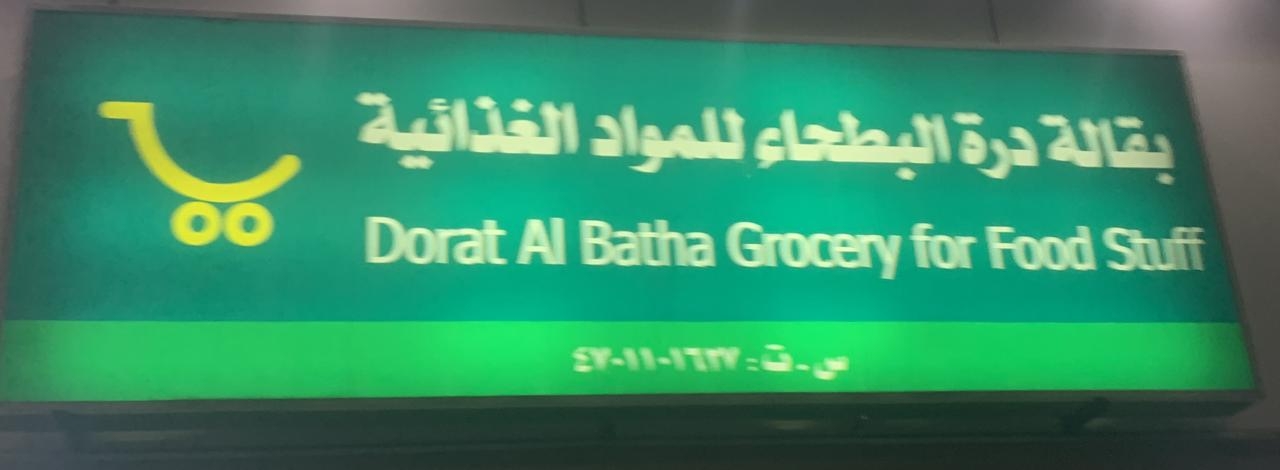 بقالة درة البطحاء للمواد الغذائية
Dorat Al Batha Grocery for Food Stuff
س - ت :